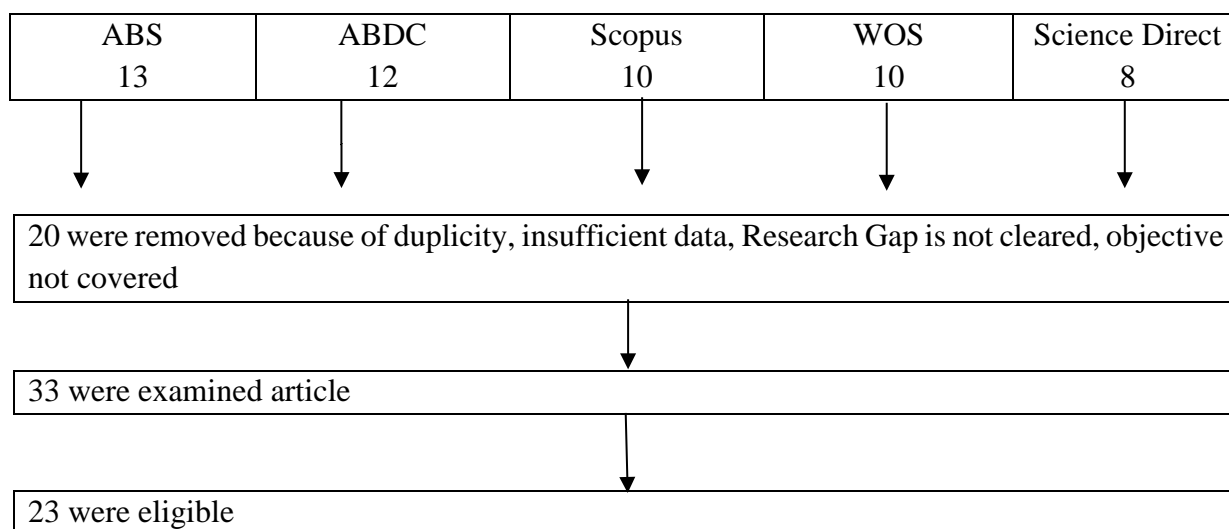 ABS ABDC Scopus WOS Science Direct
13 12 10 10 8
20 were removed because of duplicity, insufficient data, Research Gap is not cleared, objective
not covered
33 were examined article
23 were eligible